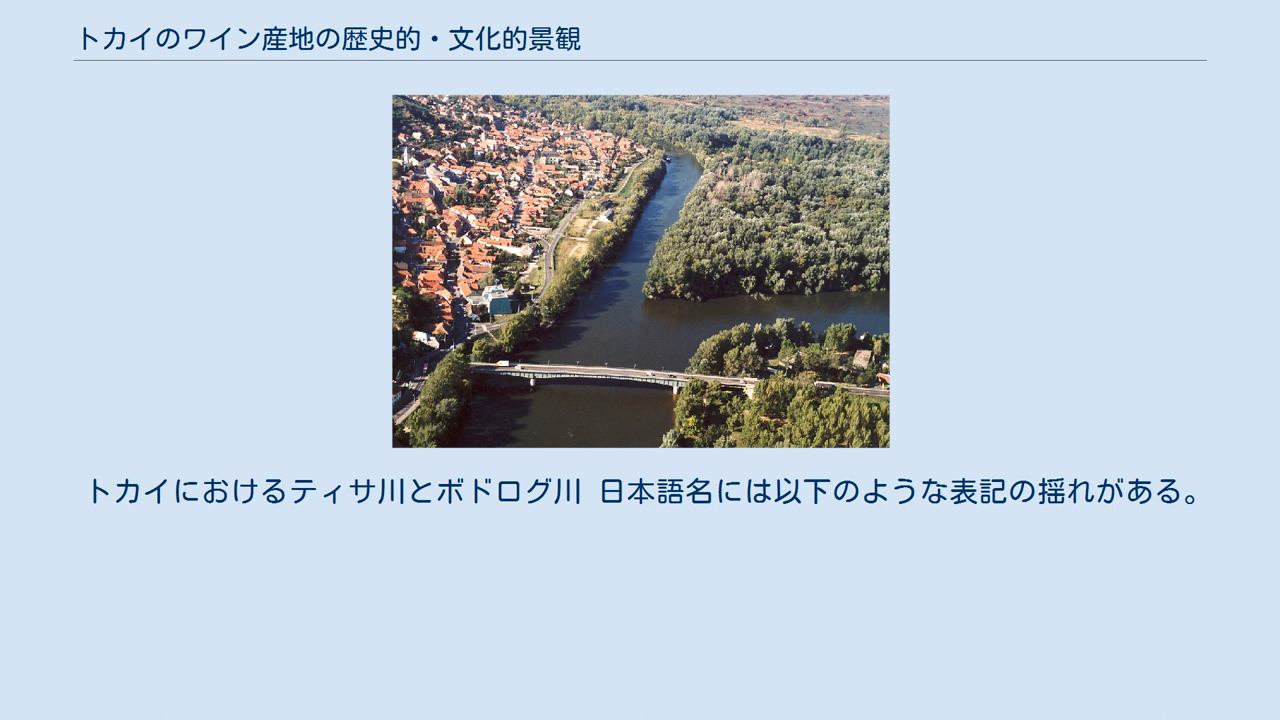 トカイのワイン産地の歴史的・文化的景観
トカイにおけるティサ川とボドログ川 日本語名には以下のような表記の揺れがある。